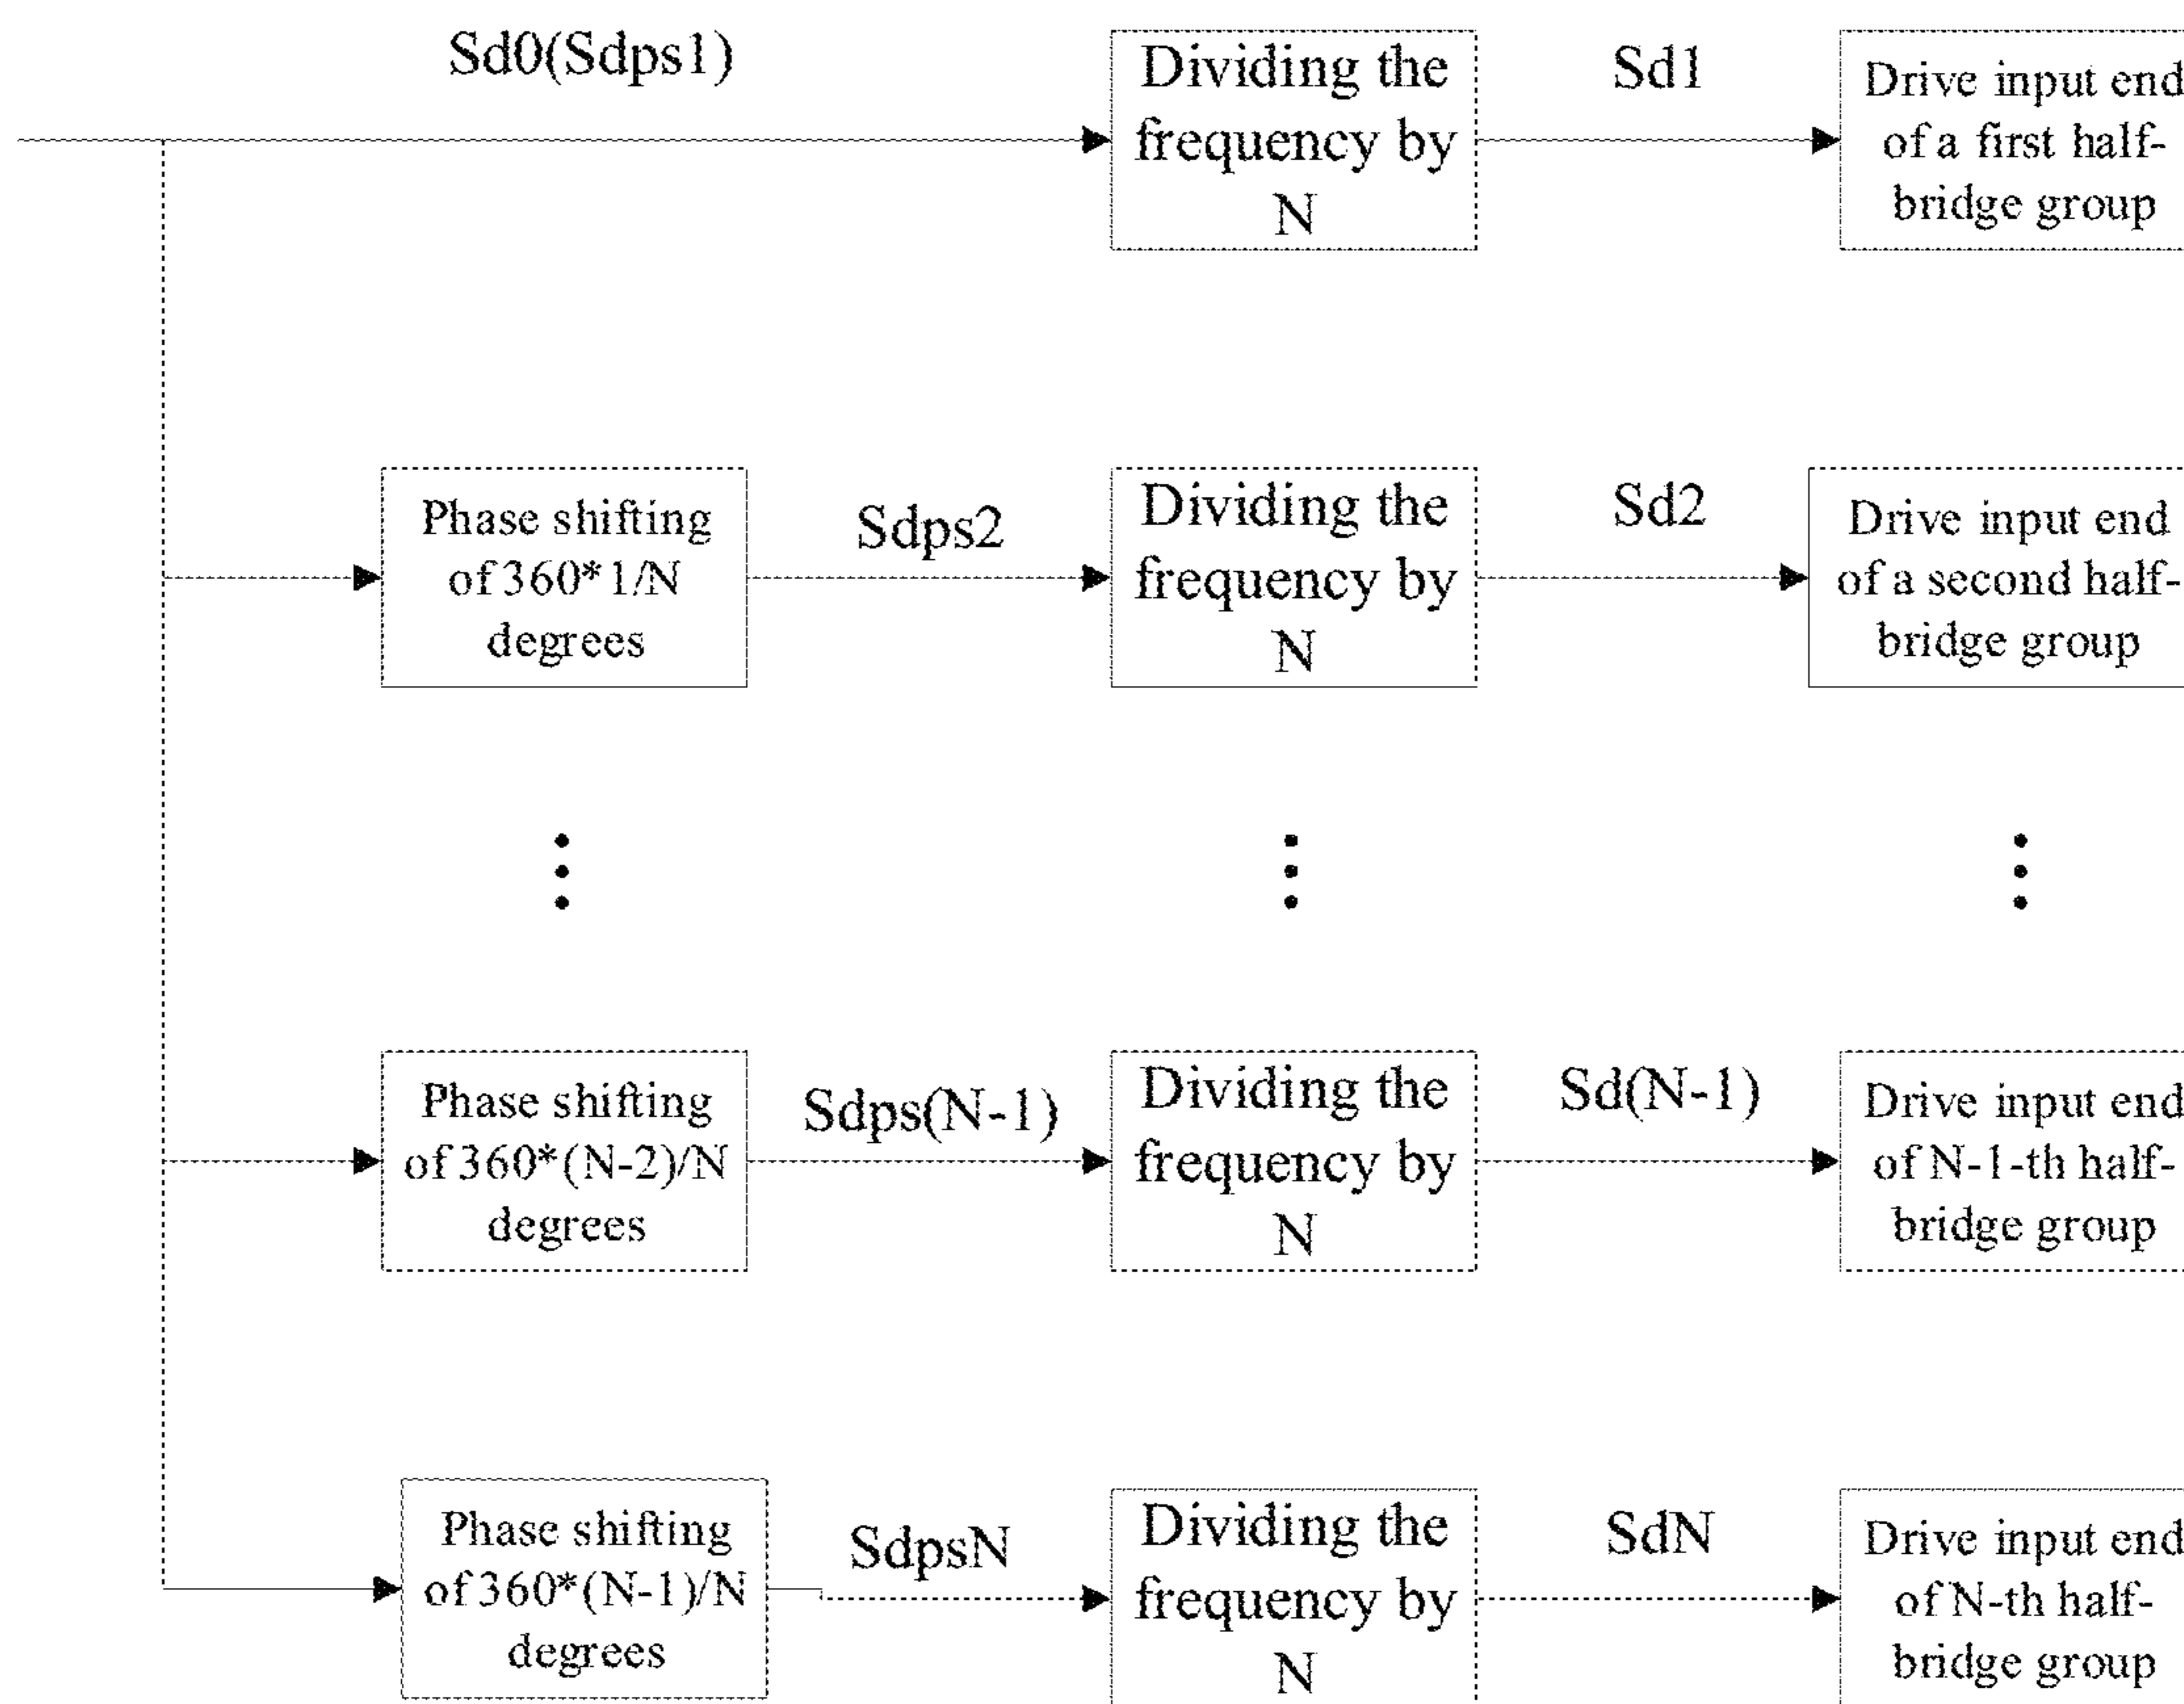 Sd0(Sdps1)
Dividing the
frequency by
N
Sd1
Drive input end
of a first half-
bridge group
Phase shifting
of 360*1/N
degrees
Sdps2
Dividing the
frequency by
N
Sd2
Drive input end
of a second half-
bridge group
Phase shifting
of 360*(N-2)/N
degrees
Sdps(N-1)
Dividing the
frequency by
N
Sd(N-1)
Drive input end
of N-1-th half-
bridge group
Phase shifting
of 360*(N-1)/N
degrees
SdpsN
Dividing the
frequency by
N
SdN
Drive input end
of N-th half-
bridge group